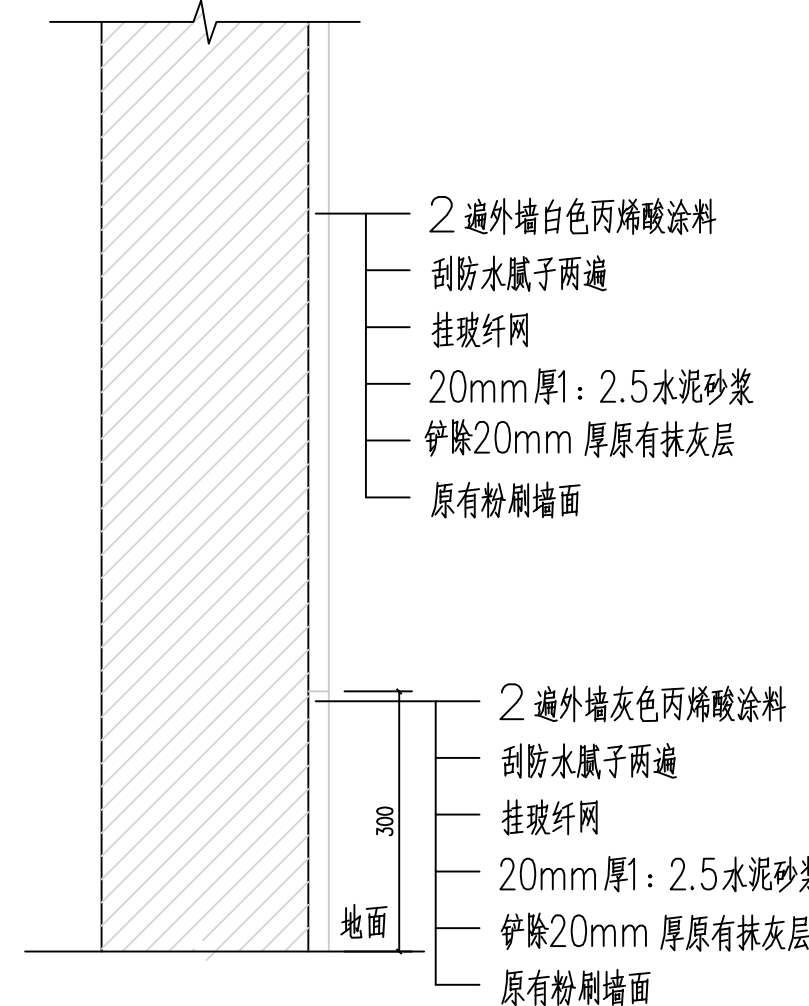 2 遍外墙白色丙烯酸涂料
刮防水腻子两遍
挂玻纤网
20mm厚1：2.5水泥砂浆
铲除20mm 厚原有抹灰层
原有粉刷墙面
2 遍外墙灰色丙烯酸涂料
刮防水腻子两遍
挂玻纤网
300
20mm厚1：2.5水泥砂浆
地面
铲除20mm 厚原有抹灰层
原有粉刷墙面